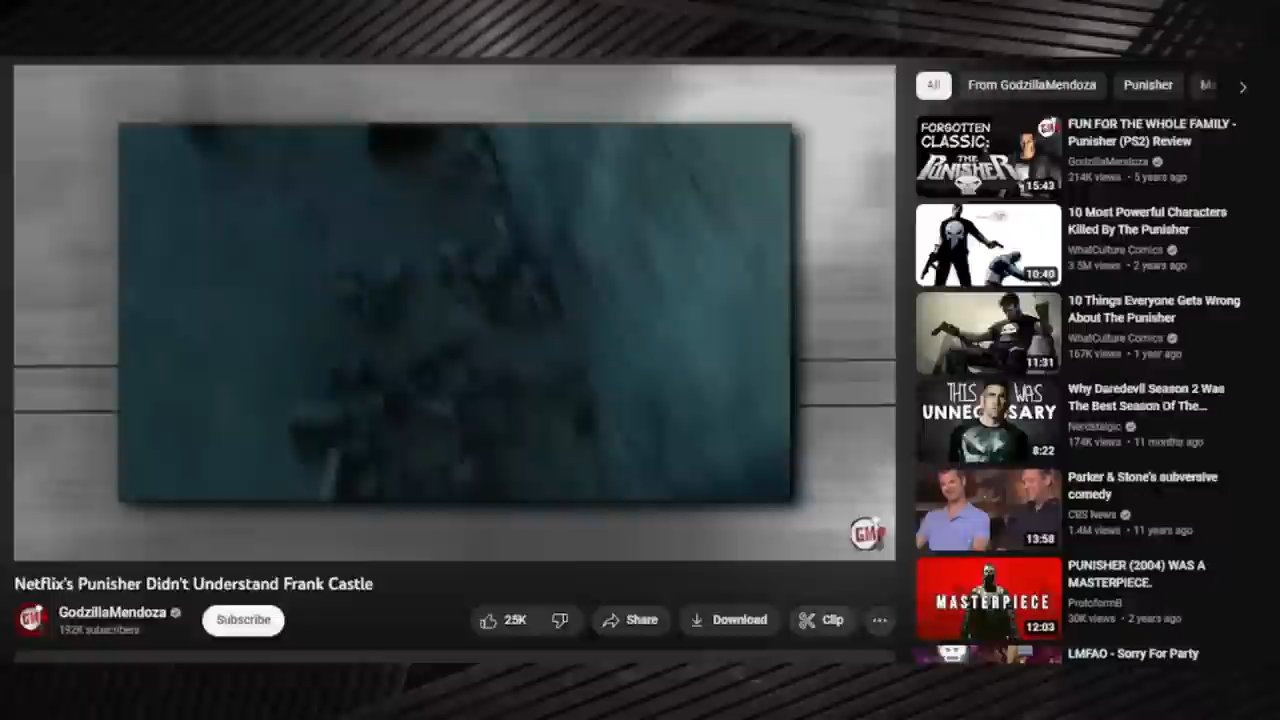 All
From GodzillaMendoza
Punisher
FORGOTTEN
CLASSIC:
THE
PUNISHER
15:43
FUN FOR THE WHOLE FAMILY -
Punisher (PS2) Review
GodzillaMendoza
214K views • 5 years ago
10:40
10 Most Powerful Characters
Killed By The Punisher
WhatCulture Comics
3.5M views • 2 years ago
11:31
10 Things Everyone Gets Wrong
About The Punisher
WhatCulture Comics
167K views • 1 year ago
THIS WAS
UNNECESSARY
8:22
Why Daredevil Season 2 Was
The Best Season Of The...
Nerdstalgic
174K views • 11 months ago
13:58
Parker & Stone's subversive
comedy
CBS News
1.4M views • 11 years ago
MASTERPIECE
12:03
PUNISHER (2004) WAS A
MASTERPIECE.
ProtoformB
30K views • 2 years ago
LMFAO - Sorry For Party
GM
Netflix's Punisher Didn't Understand Frank Castle
GodzillaMendoza
192K subscribers
Subscribe
25K
Share
Download
Clip